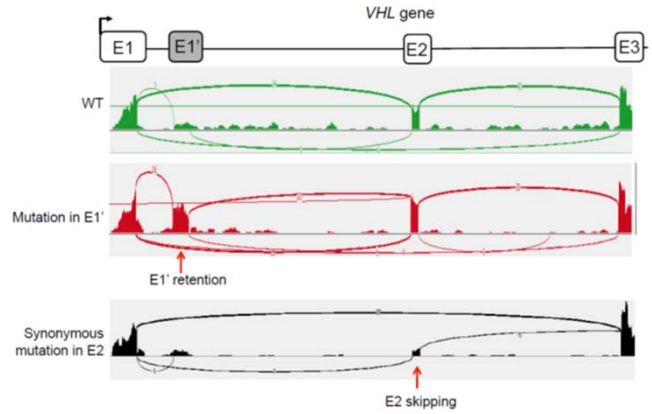 VHL gene
E1
E1'
E2
E3
WT
Mutation in E1'
E1' retention
Synonymous
mutation in E2
E2 skipping